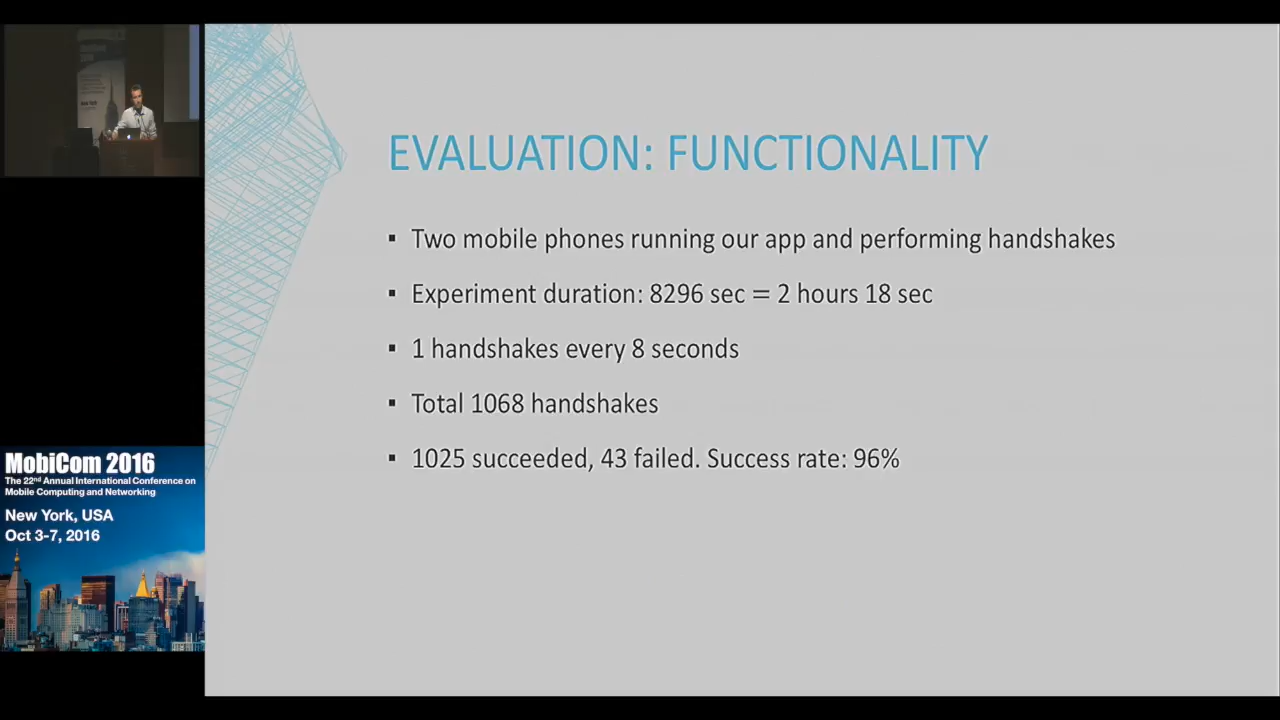 EVALUATION: FUNCTIONALITY
▪ Two mobile phones running our app and performing handshakes
▪ Experiment duration: 8296 sec = 2 hours 18 sec
▪ 1 handshakes every 8 seconds
▪ Total 1068 handshakes
▪ 1025 succeeded, 43 failed. Success rate: 96%
MobiCom 2016
The 22nd Annual International Conference on
Mobile Computing and Networking
New York, USA
Oct 3-7, 2016